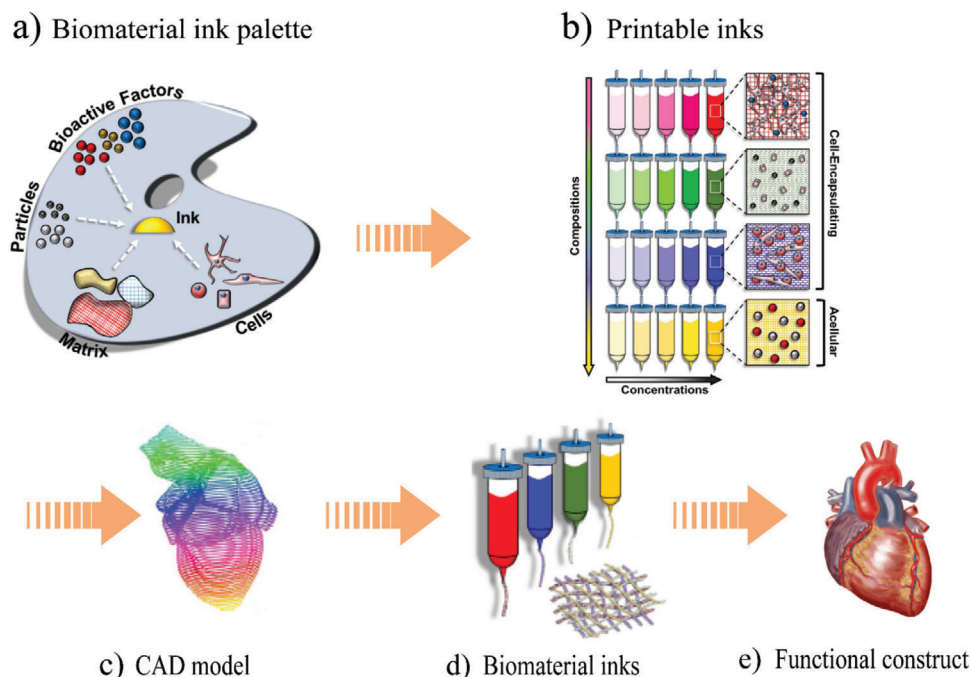 a) Biomaterial ink palette
b) Printable inks
Bioactive Factors
Particles
Ink
Matrix
Cells
Compositions
Concentrations
Cell-Encapsulating
Acellular
c) CAD model
d) Biomaterial inks
e) Functional construct